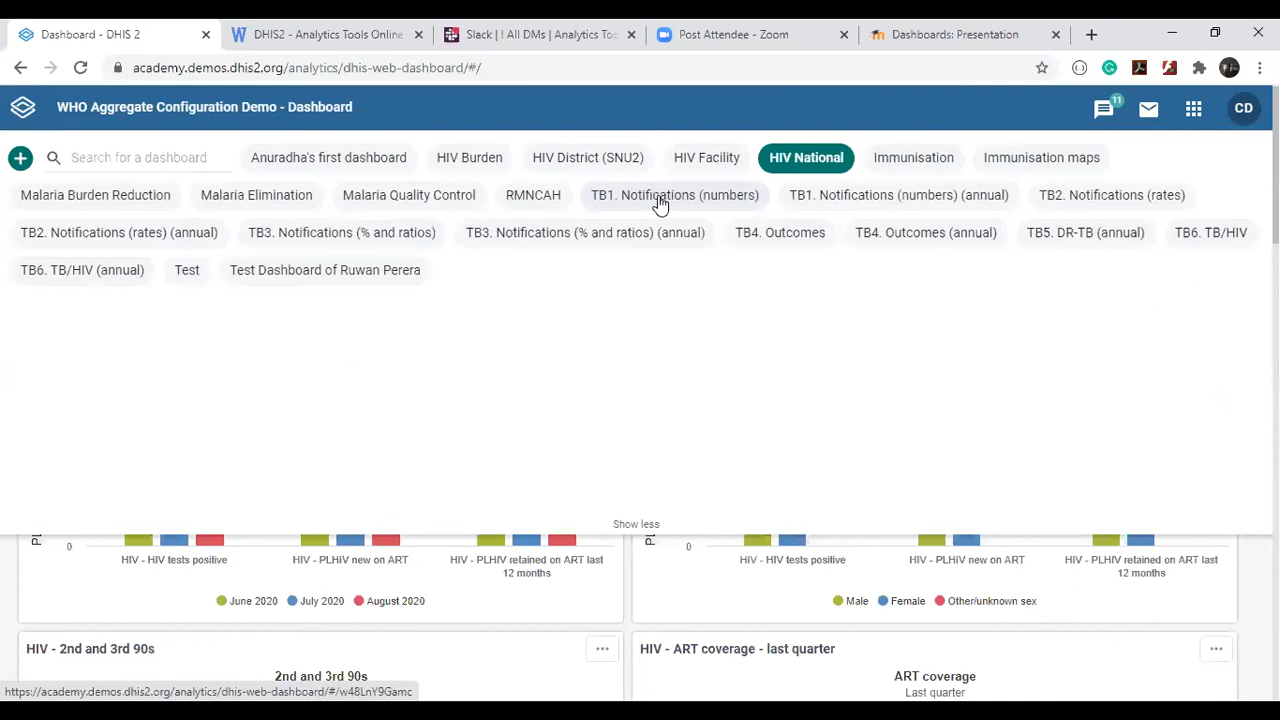 Dashboard - DHIS 2
DHIS2 - Analytics Tools Online
Slack | ! All DMs | Analytics Too
Post Attendee - Zoom
Dashboards: Presentation
academy.demos.dhis2.org/analytics/dhis-web-dashboard/#/
WHO Aggregate Configuration Demo - Dashboard
11
CD
Search for a dashboard
Anuradha's first dashboard
HIV Burden
HIV District (SNU2)
HIV Facility
HIV National
Immunisation
Immunisation maps
Malaria Burden Reduction
Malaria Elimination
Malaria Quality Control
RMNCAH
TB1. Notifications (numbers)
TB1. Notifications (numbers) (annual)
TB2. Notifications (rates)
TB2. Notifications (rates) (annual)
TB3. Notifications (% and ratios)
TB3. Notifications (% and ratios) (annual)
TB4. Outcomes
TB4. Outcomes (annual)
TB5. DR-TB (annual)
TB6. TB/HIV
TB6. TB/HIV (annual)
Test
Test Dashboard of Ruwan Perera
Show less
0
HIV - HIV tests positive
HIV - PLHIV new on ART
HIV - PLHIV retained on ART last
12 months
June 2020
July 2020
August 2020
0
HIV - HIV tests positive
HIV - PLHIV new on ART
HIV - PLHIV retained on ART last
12 months
Male
Female
Other/unknown sex
HIV - 2nd and 3rd 90s
2nd and 3rd 90s
HIV - ART coverage - last quarter
ART coverage
Last quarter
https://academy.demos.dhis2.org/analytics/dhis-web-dashboard/#/w48LnY9Gamc